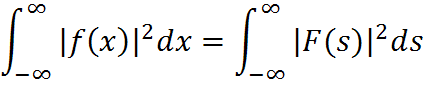 ∫_{-∞}^{∞} |f(x)|² dx = ∫_{-∞}^{∞} |F(s)|² ds